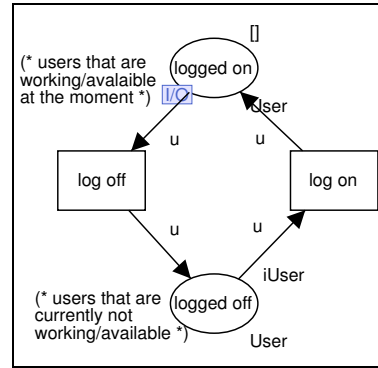 []
(* users that are
working/avalaible
at the moment *)
logged on
I/O
User
u
u
log off
log on
u
u
iUser
(* users that are
currently not
working/available *)
logged off
User